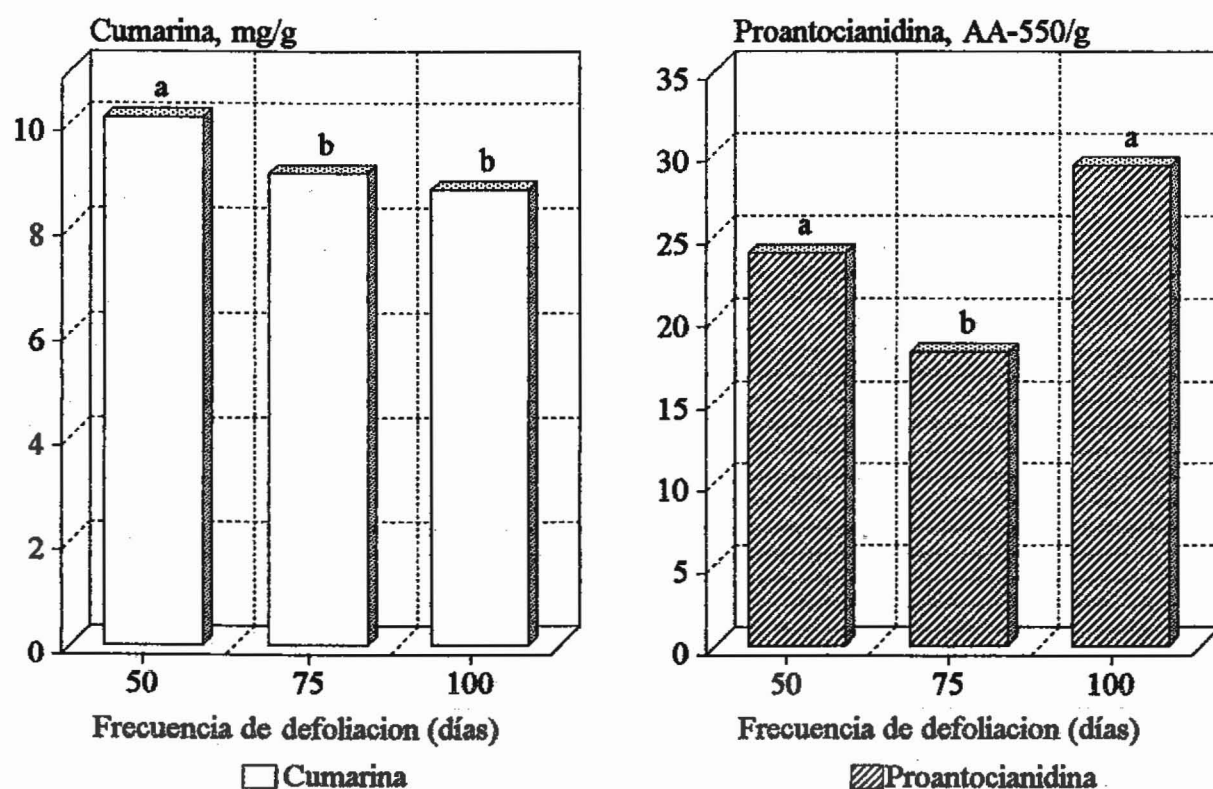 Cumarina, mg/g
10
8
6
4
2
0
a
b
b
50 75 100
Frecuencia de defoliacion (días)
Cumarina
Proantocianidina, AA-550/g
35
30
25
20
15
10
5
0
a
b
a
50 75 100
Frecuencia de defoliacion (días)
Proantocianidina